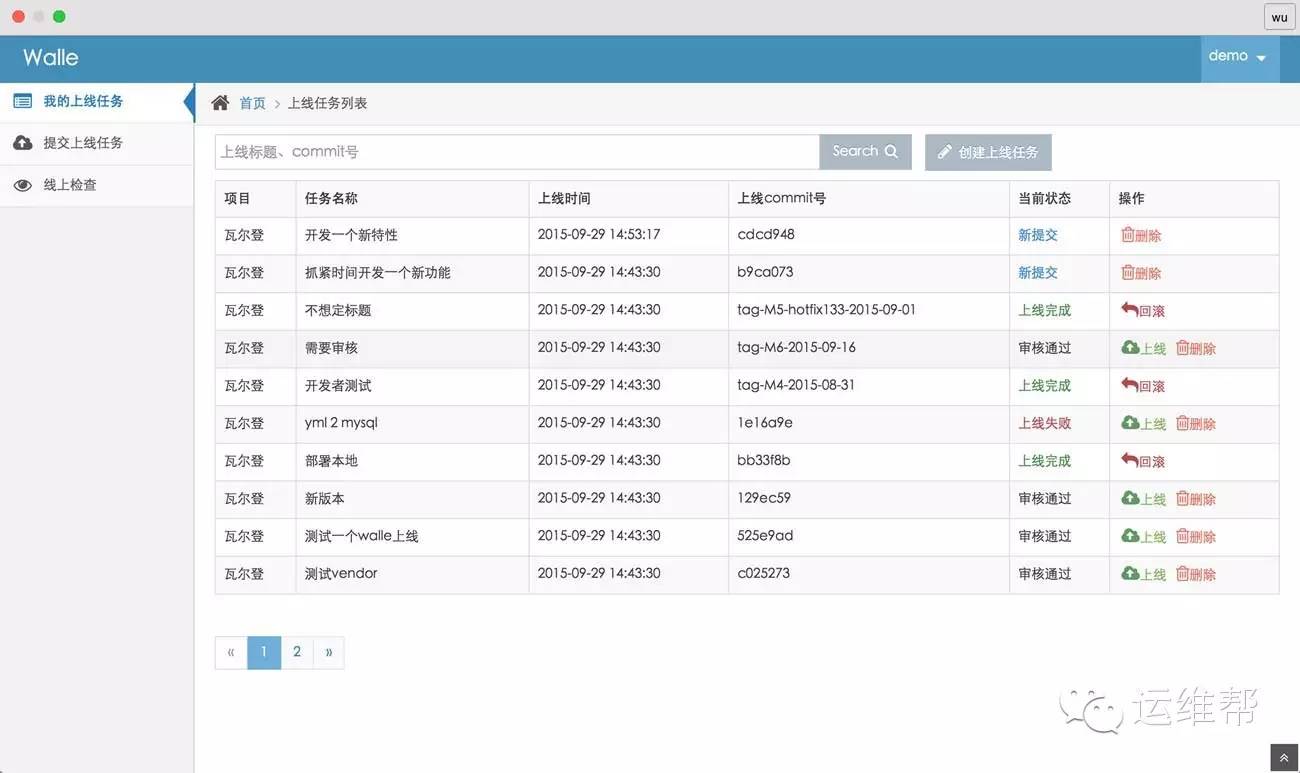 wu
Walle
demo
我的上线任务
提交上线任务
线上检查
首页 > 上线任务列表
上线标题、commit号 Search 创建上线任务
项目 任务名称 上线时间 上线commit号 当前状态 操作
瓦尔登 开发一个新特性 2015-09-29 14:53:17 cdcd948 新提交 删除
瓦尔登 抓紧时间开发一个新功能 2015-09-29 14:43:30 b9ca073 新提交 删除
瓦尔登 不想定标题 2015-09-29 14:43:30 tag-M5-hotfix133-2015-09-01 上线完成 回滚
瓦尔登 需要审核 2015-09-29 14:43:30 tag-M6-2015-09-16 审核通过 上线 删除
瓦尔登 开发者测试 2015-09-29 14:43:30 tag-M4-2015-08-31 上线完成 回滚
瓦尔登 yml 2 mysql 2015-09-29 14:43:30 1e16a9e 上线失败 上线 删除
瓦尔登 部署本地 2015-09-29 14:43:30 bb33f8b 上线完成 回滚
瓦尔登 新版本 2015-09-29 14:43:30 129ec59 审核通过 上线 删除
瓦尔登 测试一个walle上线 2015-09-29 14:43:30 525e9ad 审核通过 上线 删除
瓦尔登 测试vendor 2015-09-29 14:43:30 c025273 审核通过 上线 删除
« 1 2 »
运维帮